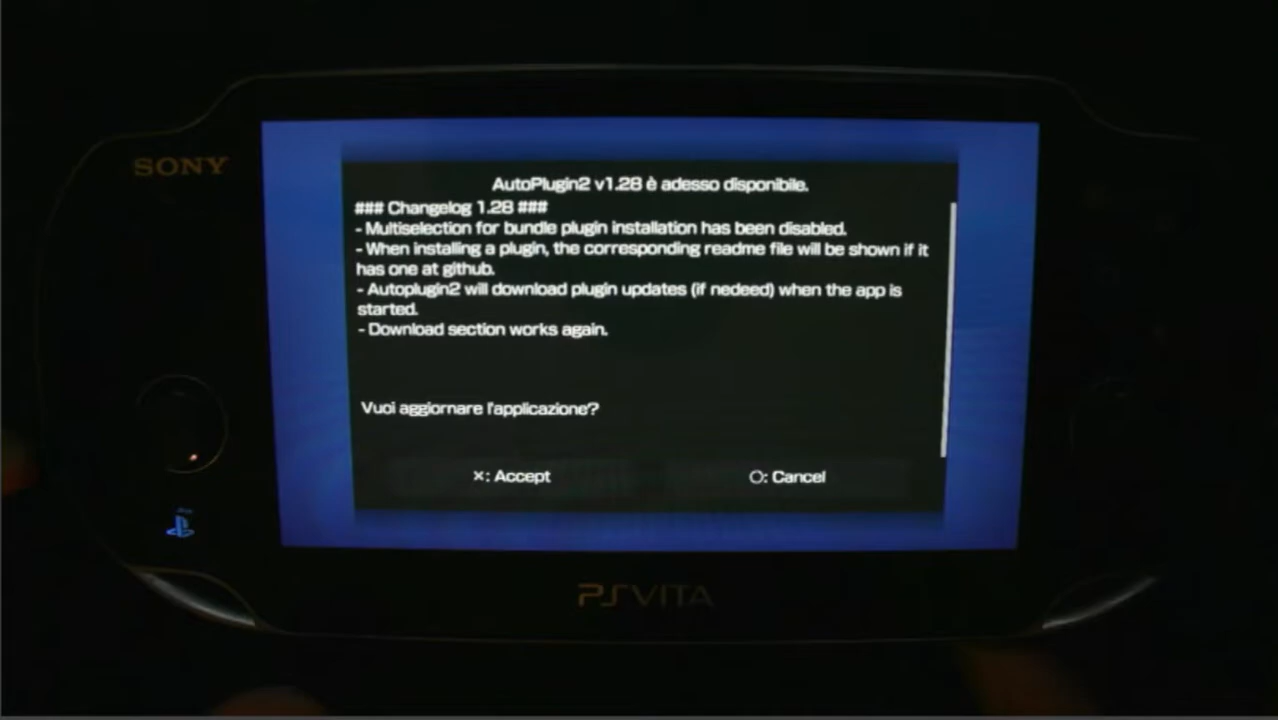 SONY
AutoPlugin2 v1.28 è adesso disponibile.
### Changelog 1.28 ###
- Multiselection for bundle plugin installation has been disabled.
- When installing a plugin, the corresponding readme file will be shown if it
has one at github.
- Autoplugin2 will download plugin updates (if nedeed) when the app is
started.
- Download section works again.
Vuoi aggiornare l'applicazione?
×: Accept
O: Cancel
PSVITA